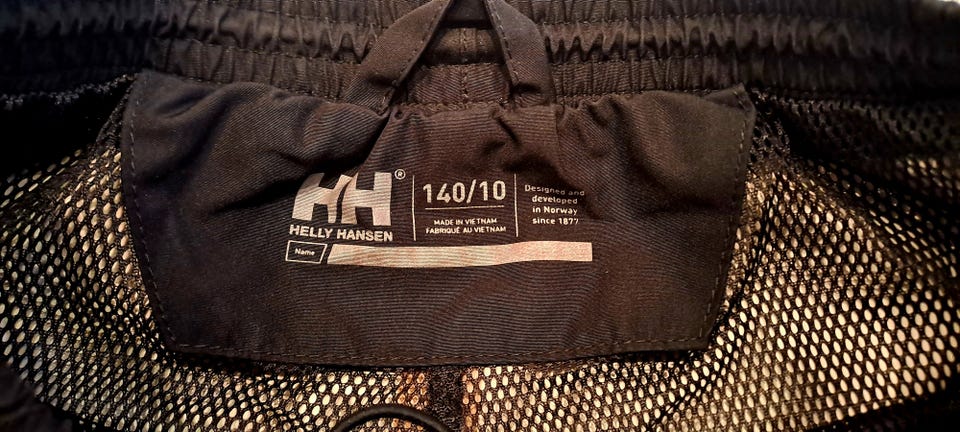 HH®
HELLY HANSEN
Name
140/10
MADE IN VIETNAM
FABRIQUÉ AU VIETNAM
Designed and
developed
in Norway
since 1877